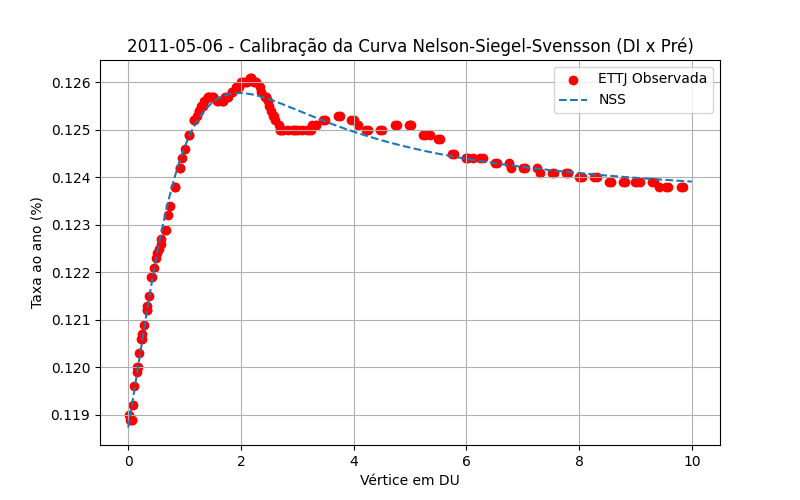 2011-05-06 - Calibração da Curva Nelson-Siegel-Svensson (DI x Pré)
ETTJ Observada
NSS
Taxa ao ano (%)
0.126
0.125
0.124
0.123
0.122
0.121
0.120
0.119
0 2 4 6 8 10
Vértice em DU